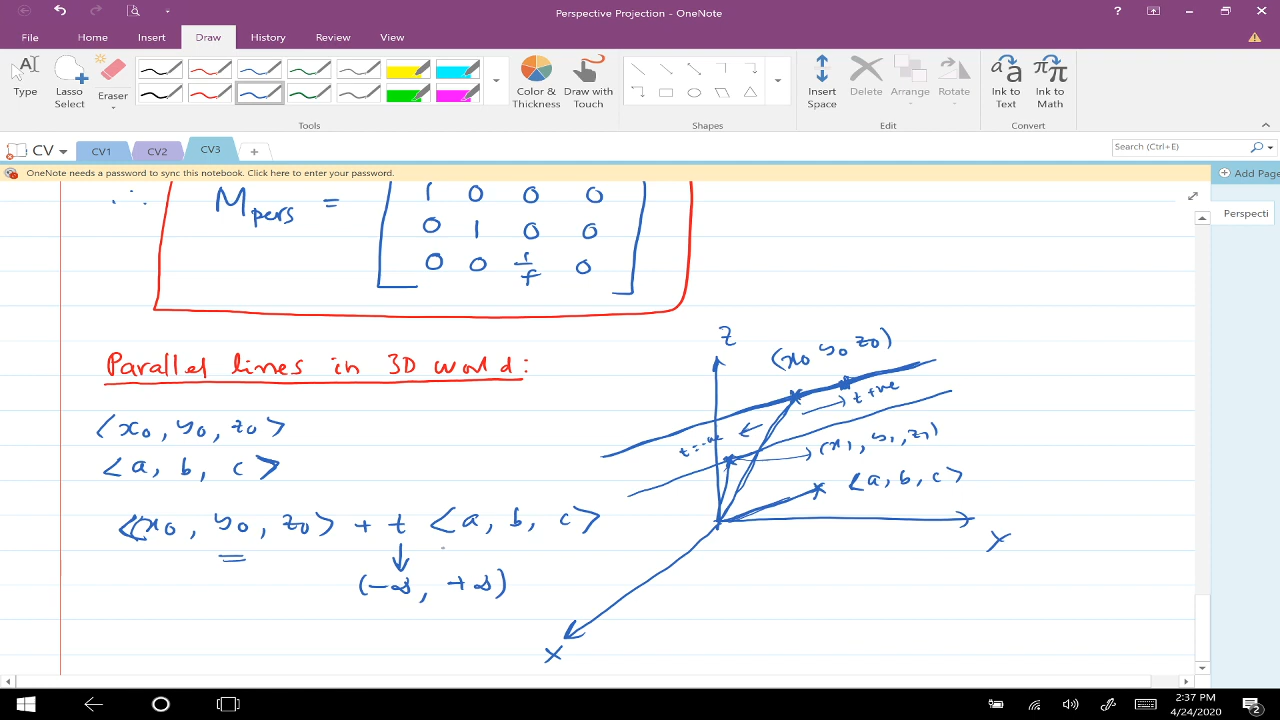 Perspective Projection - OneNote
File Home Insert Draw History Review View
Type
Lasso Select
Eraser
Color & Thickness
Draw with Touch
Insert Space
Delete
Arrange
Rotate
Ink to Text
Ink to Math
Tools
Shapes
Edit
Convert
CV
CV1 CV2 CV3
Search (Ctrl+E)
OneNote needs a password to sync this notebook. Click here to enter your password.
Add Page
Perspecti
∴ Mpers =
1 0 0 0
0 1 0 0
0 0 1/f 0
Parallel lines in 3D world:
<x0, y0, z0>
<a, b, c>
<x0, y0, z0> + t <a, b, c>
(-∞, +∞)
Z
(x0 y0 z0)
t +ve
t = -ve
(x1, y1, z1)
<a, b, c>
Y
X
2:37 PM
4/24/2020
2